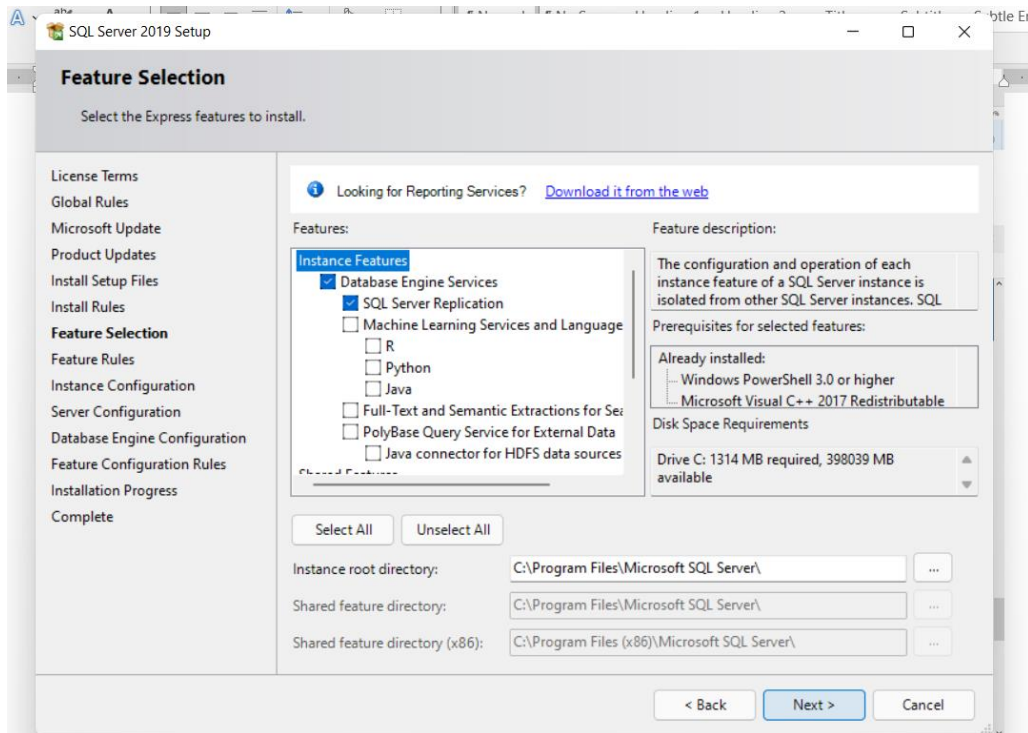 SQL Server 2019 Setup
Feature Selection
Select the Express features to install.
License Terms
Global Rules
Microsoft Update
Product Updates
Install Setup Files
Install Rules
Feature Selection
Feature Rules
Instance Configuration
Server Configuration
Database Engine Configuration
Feature Configuration Rules
Installation Progress
Complete
Looking for Reporting Services? Download it from the web
Features:
Instance Features
Database Engine Services
SQL Server Replication
Machine Learning Services and Language
R
Python
Java
Full-Text and Semantic Extractions for Sea
PolyBase Query Service for External Data
Java connector for HDFS data sources
Feature description:
The configuration and operation of each
instance feature of a SQL Server instance is
isolated from other SQL Server instances. SQL
Prerequisites for selected features:
Already installed:
Windows PowerShell 3.0 or higher
Microsoft Visual C++ 2017 Redistributable
Disk Space Requirements
Drive C: 1314 MB required, 398039 MB
available
Select All Unselect All
Instance root directory: C:\Program Files\Microsoft SQL Server\ ...
Shared feature directory: C:\Program Files\Microsoft SQL Server\ ...
Shared feature directory (x86): C:\Program Files (x86)\Microsoft SQL Server\ ...
< Back Next > Cancel